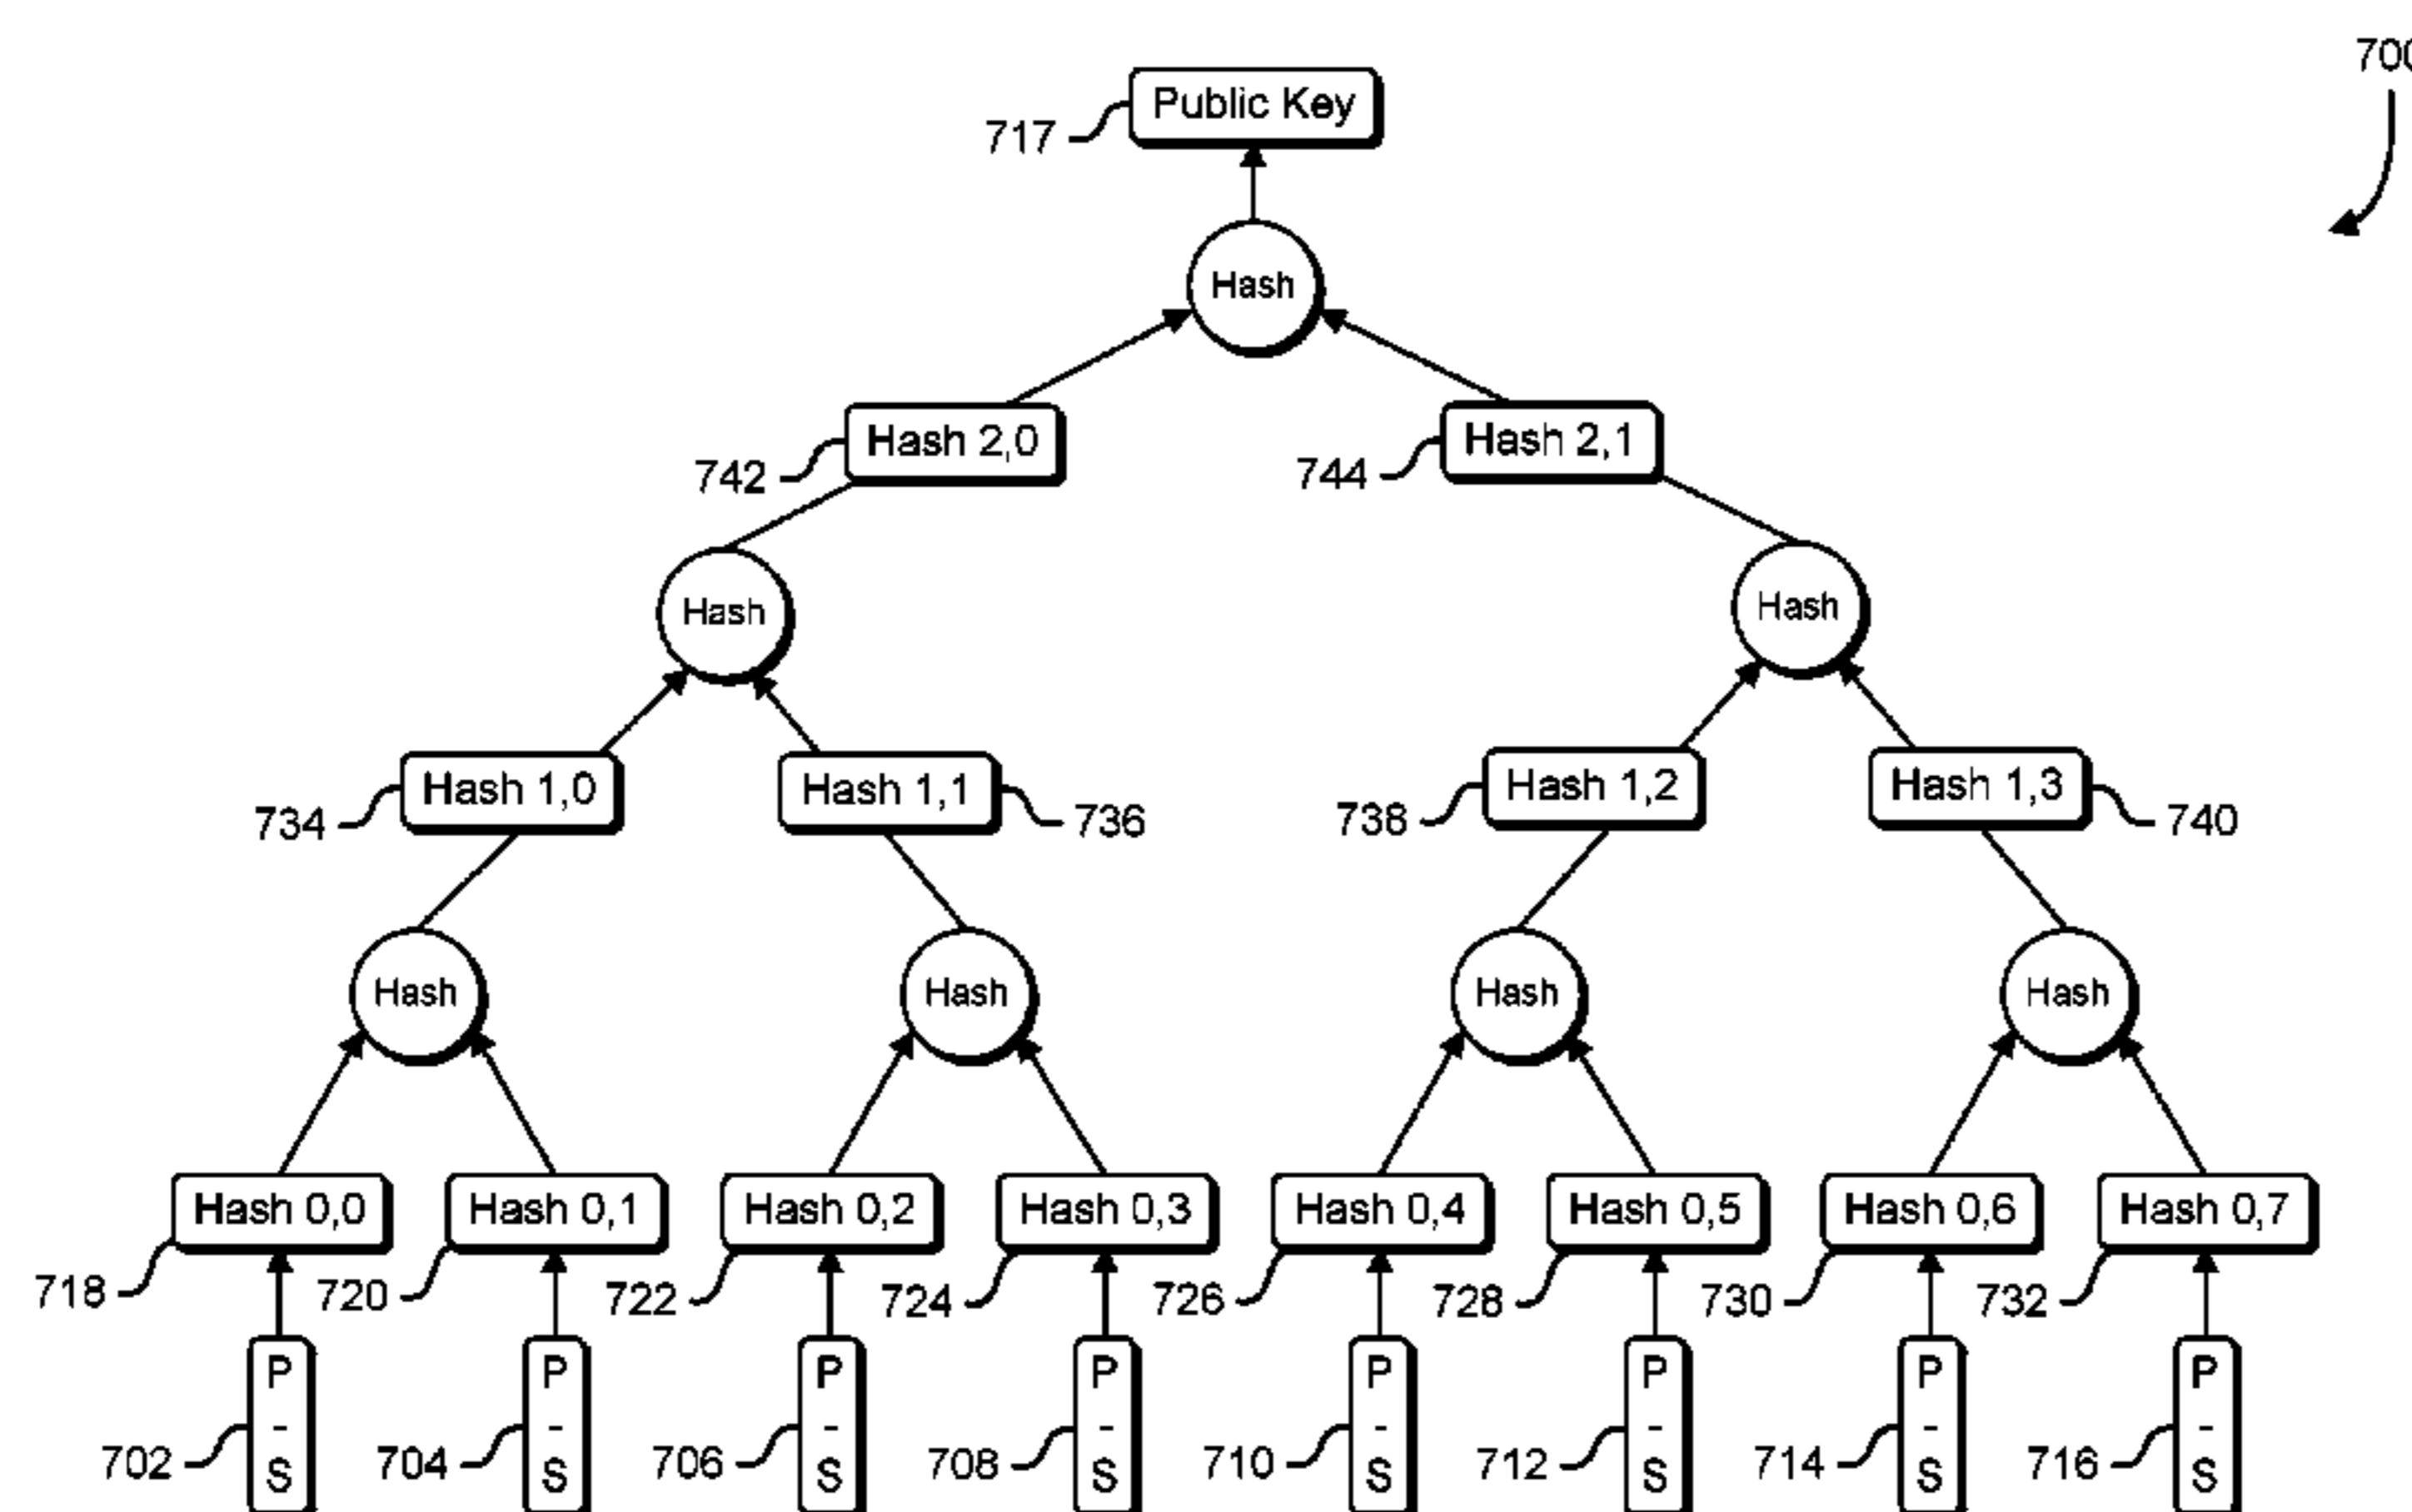 700
Public Key
717
Hash
Hash 2,0
Hash 2,1
742
744
Hash
Hash
Hash 1,0
Hash 1,1
Hash 1,2
Hash 1,3
734
736
738
740
Hash
Hash
Hash
Hash
Hash 0,0
Hash 0,1
Hash 0,2
Hash 0,3
Hash 0,4
Hash 0,5
Hash 0,6
Hash 0,7
718
720
722
724
726
728
730
732
P
-
S
P
-
S
P
-
S
P
-
S
P
-
S
P
-
S
P
-
S
P
-
S
702
704
706
708
710
712
714
716